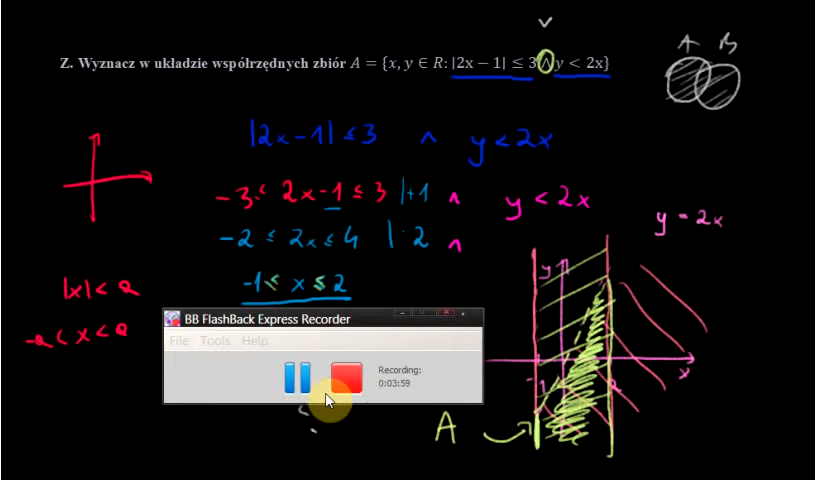 v
Z. Wyznacz w układzie współrzędnych zbiór A = {x, y ∈ R: |2x − 1| ≤ 3 ∧ y < 2x}
A B
|2x-1| ≤ 3 ∧ y < 2x
-3 ≤ 2x-1 ≤ 3 |+1 ∧ y < 2x
y = 2x
-2 ≤ 2x ≤ 4 |: 2 ∧
-1 ≤ x ≤ 2
y
|x| < a
-a < x < a
BB FlashBack Express Recorder
File Tools Help
Recording:
0:03:59
-1 2 x
A